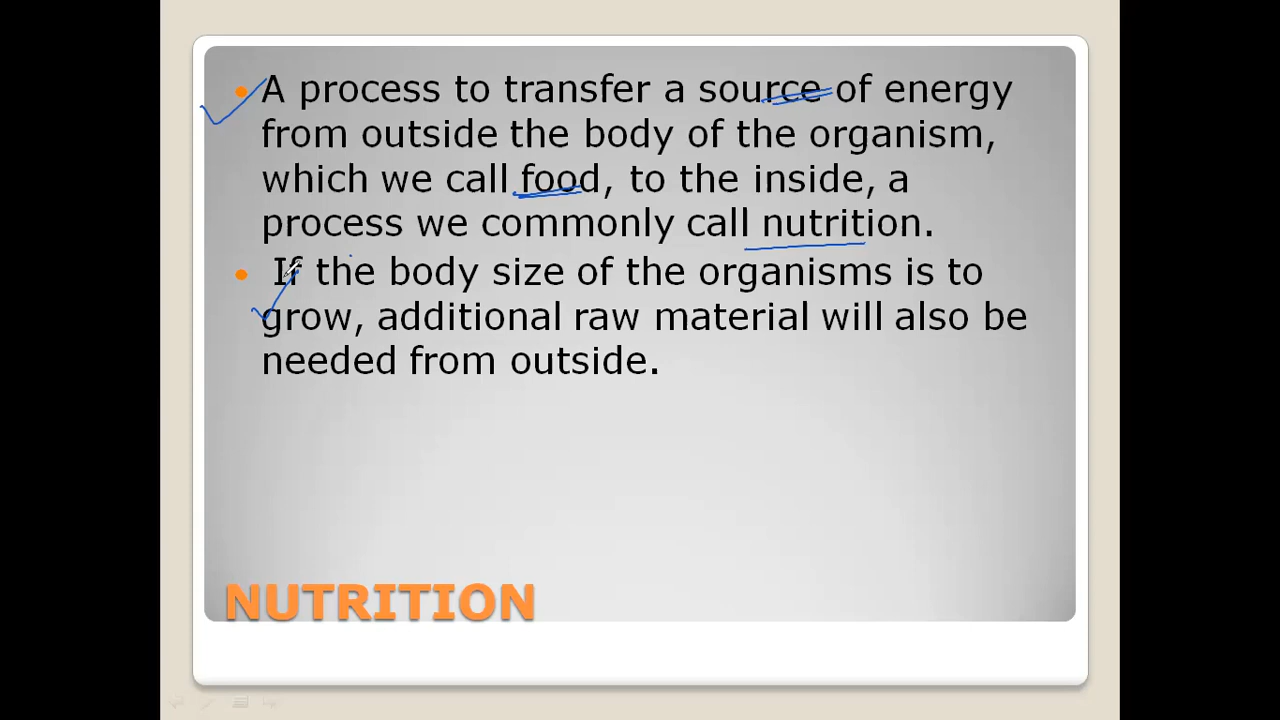 A process to transfer a source of energy
from outside the body of the organism,
which we call food, to the inside, a
process we commonly call nutrition.
If the body size of the organisms is to
grow, additional raw material will also be
needed from outside.
NUTRITION